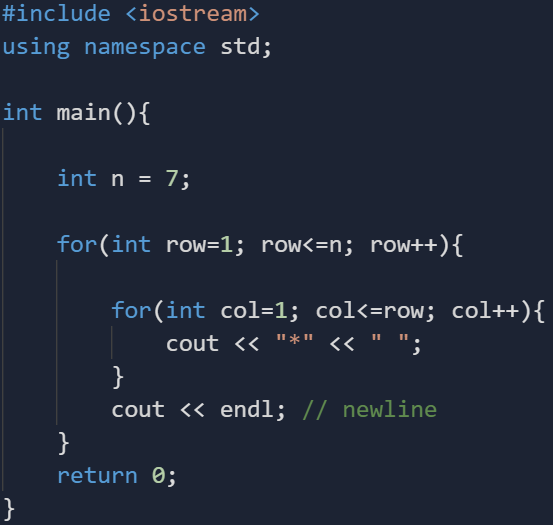 #include <iostream>
using namespace std;
int main(){
    int n = 7;
    for(int row=1; row<=n; row++){
        for(int col=1; col<=row; col++){
            cout << "*" << " ";
        }
        cout << endl; // newline
    }
    return 0;
}